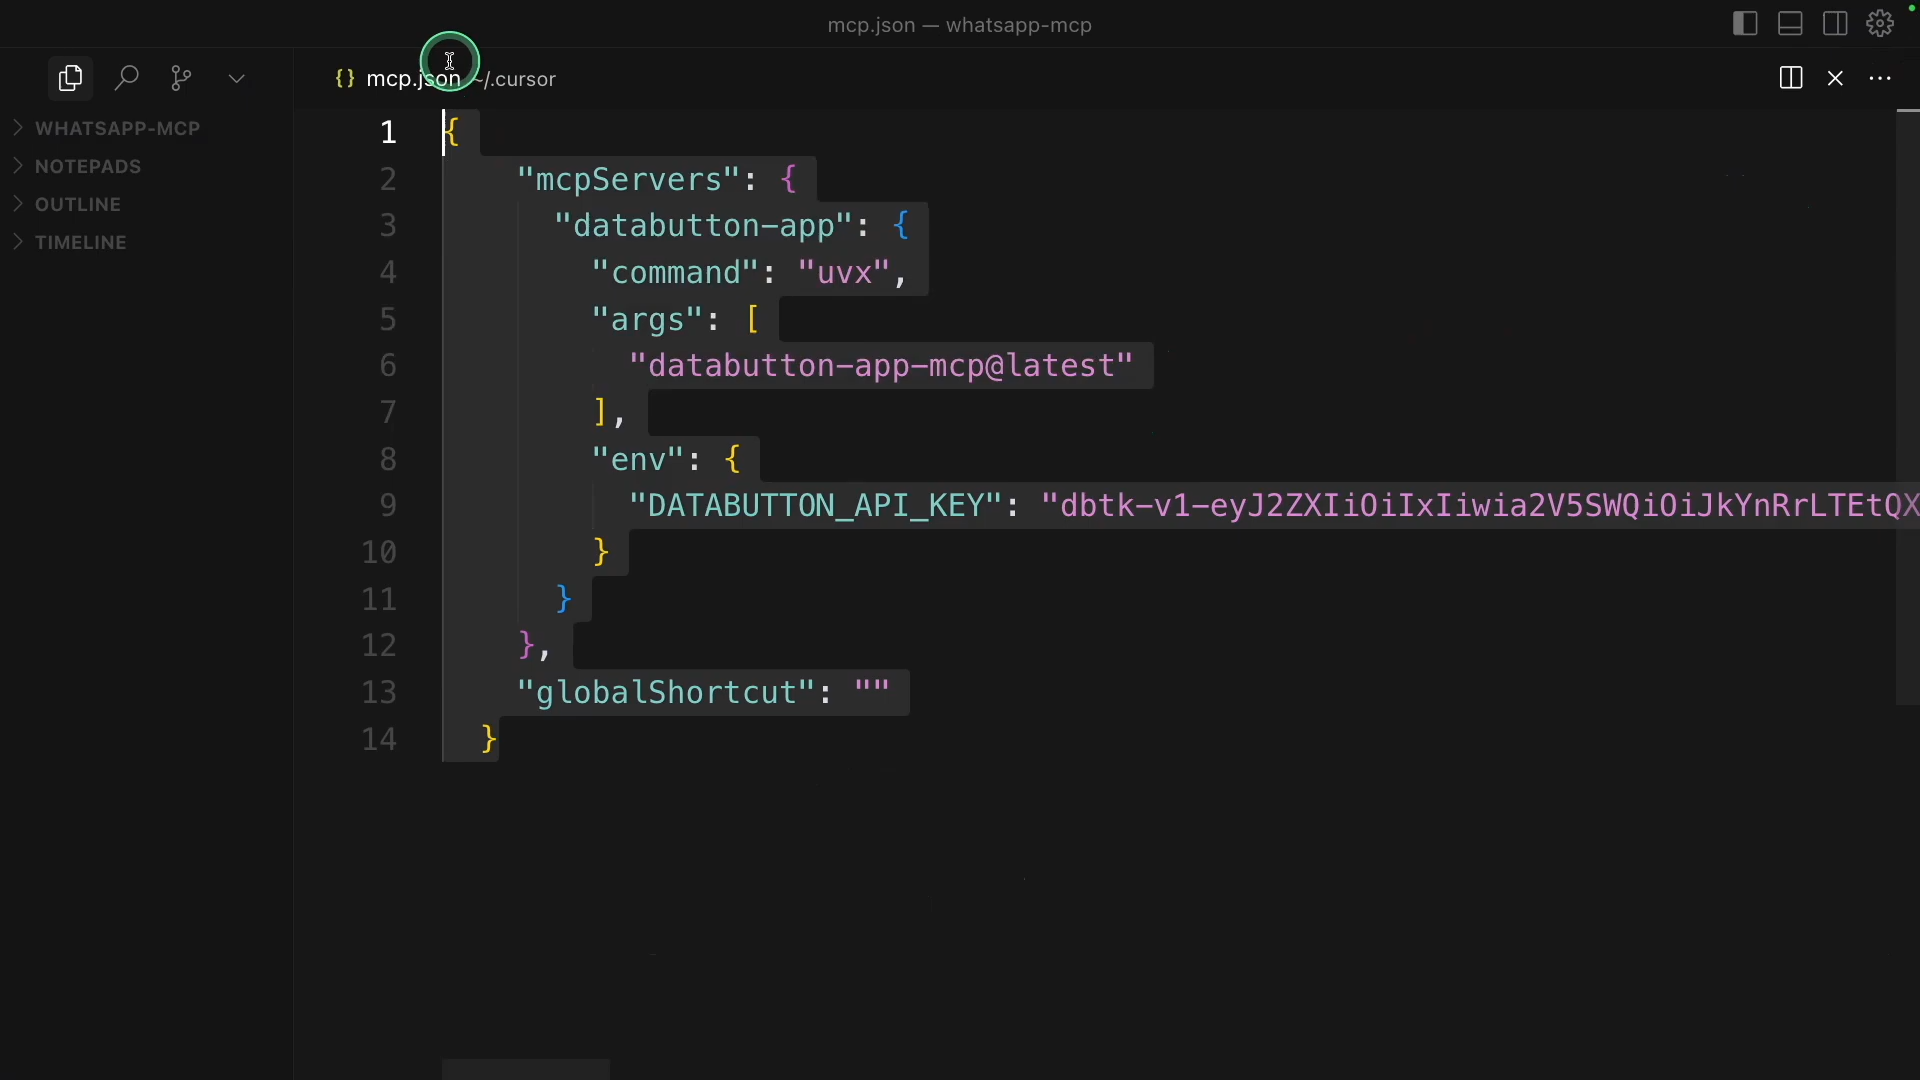 mcp.json — whatsapp-mcp
{} mcp.json ~/.cursor
WHATSAPP-MCP
NOTEPADS
OUTLINE
TIMELINE
1 {
2 "mcpServers": {
3 "databutton-app": {
4 "command": "uvx",
5 "args": [
6 "databutton-app-mcp@latest"
7 ],
8 "env": {
9 "DATABUTTON_API_KEY": "dbtk-v1-eyJ2ZXIiOiIxIiwia2V5SWQiOiJkYnRrLTEtQX
10 }
11 }
12 },
13 "globalShortcut": ""
14 }